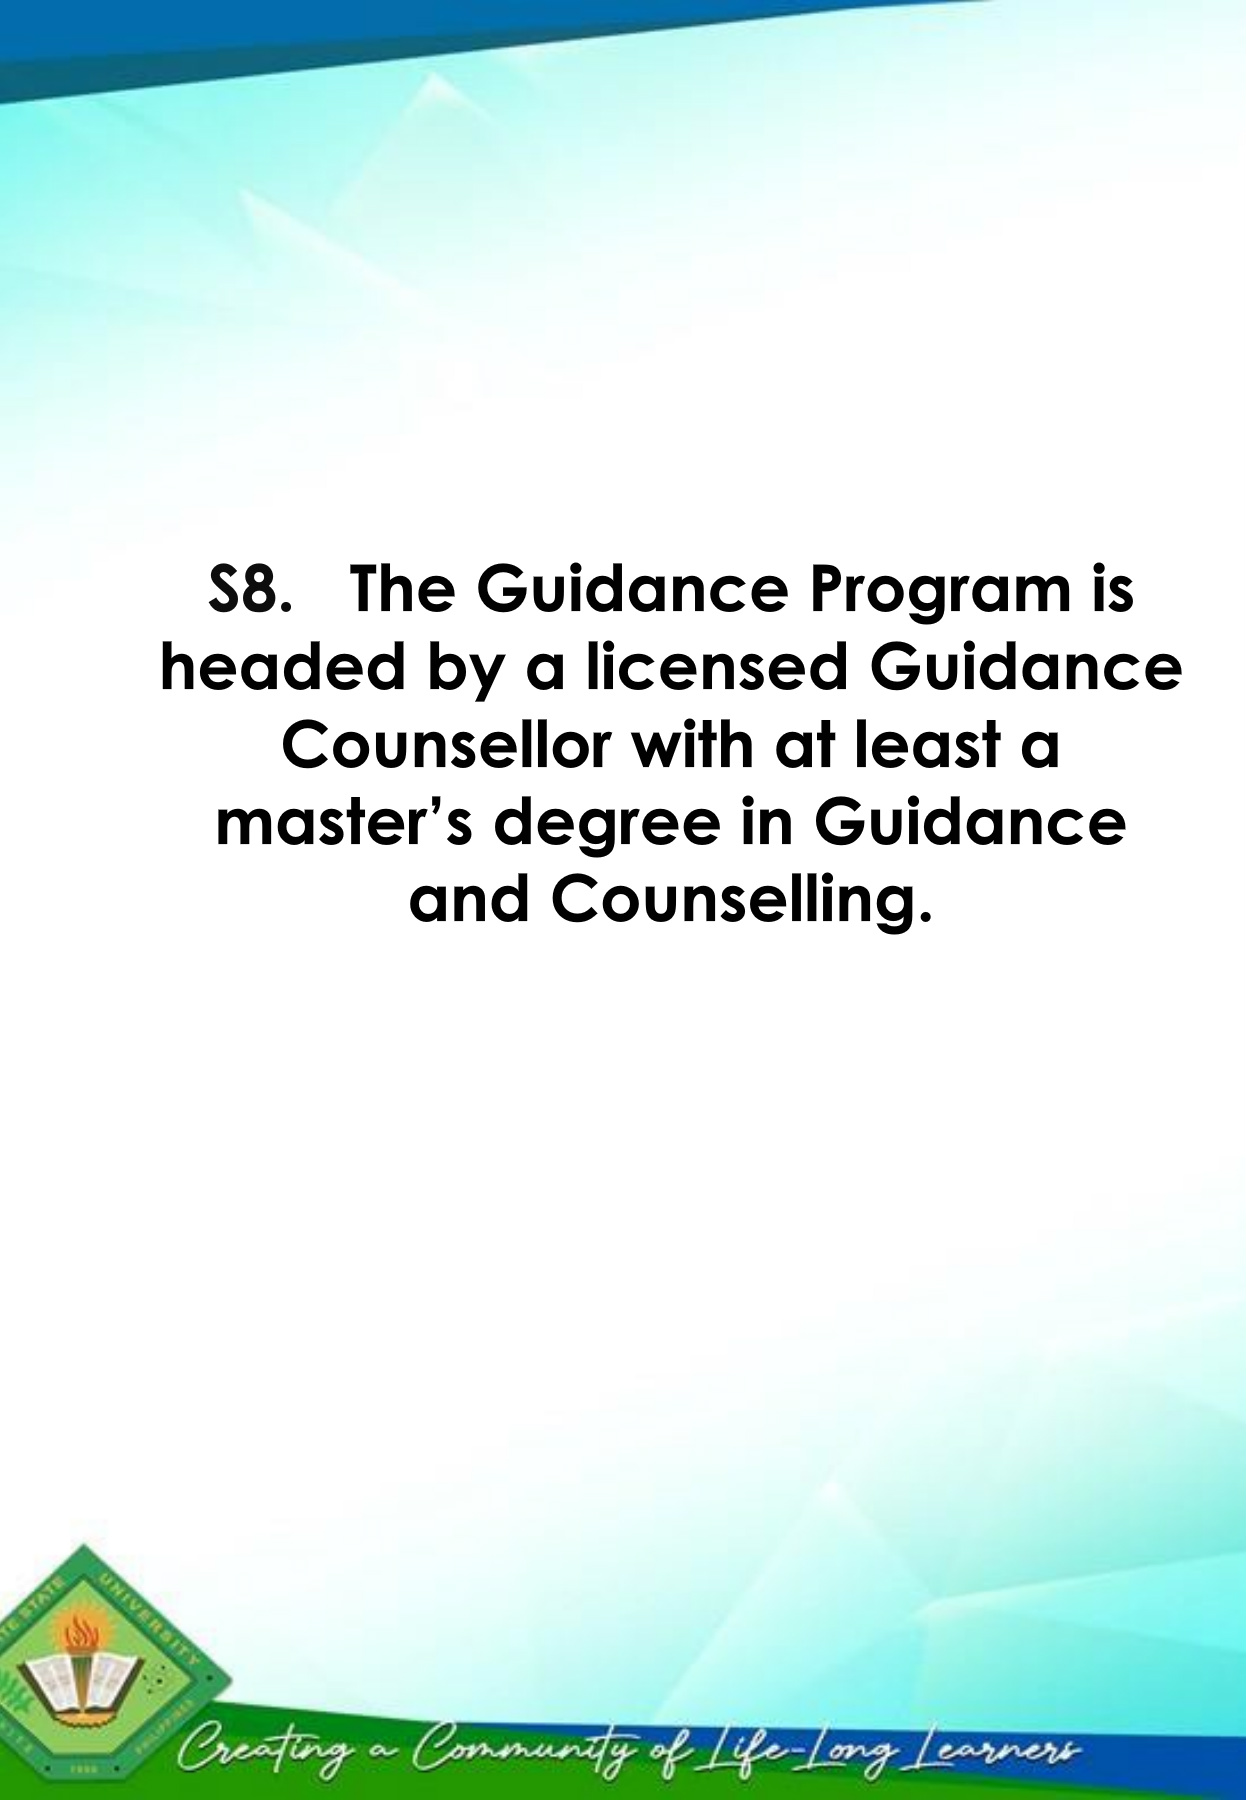 S8. The Guidance Program is
headed by a licensed Guidance
Counsellor with at least a
master’s degree in Guidance
and Counselling.
STATE UNIVERSITY
PHILIPPINES
Creating a Community of Life-Long Learners